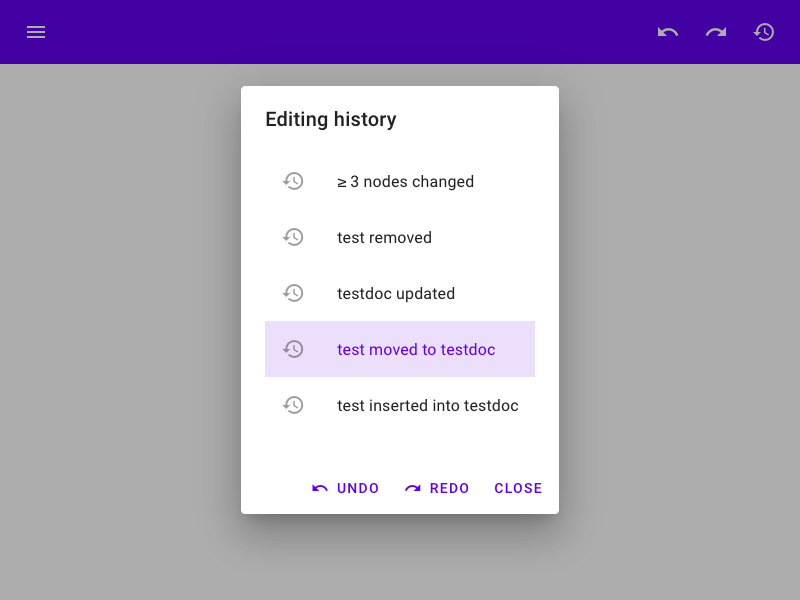 Editing history
≥ 3 nodes changed
test removed
testdoc updated
test moved to testdoc
test inserted into testdoc
UNDO REDO CLOSE